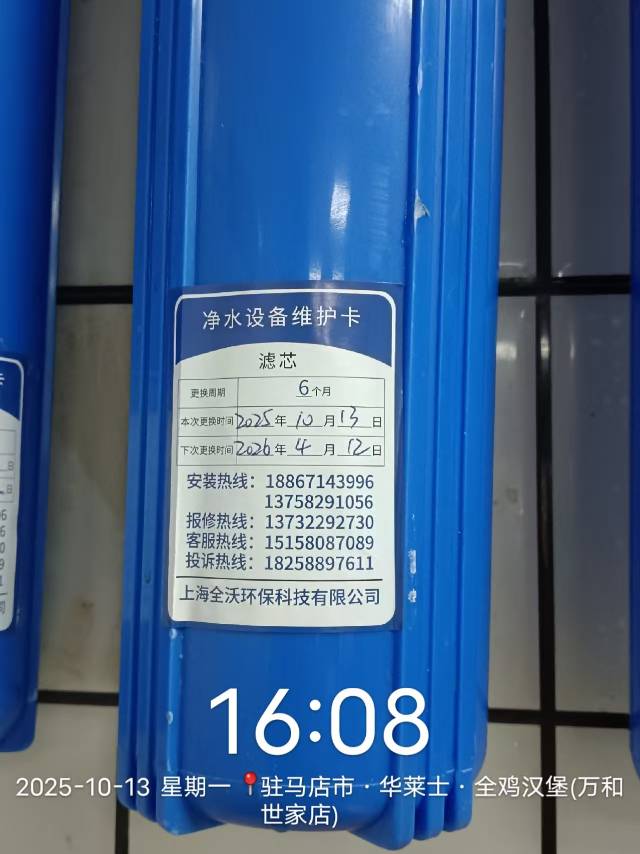 净水设备维护卡
滤芯
更换周期 6个月
本次更换时间 2025年 10月 13日
下次更换时间 2026年 4月 12日
安装热线：18867143996
13758291056
报修热线：13732292730
客服热线：15158087089
投诉热线：18258897611
上海全沃环保科技有限公司
16:08
2025-10-13 星期一 📍驻马店市·华莱士·全鸡汉堡(万和
世家店)